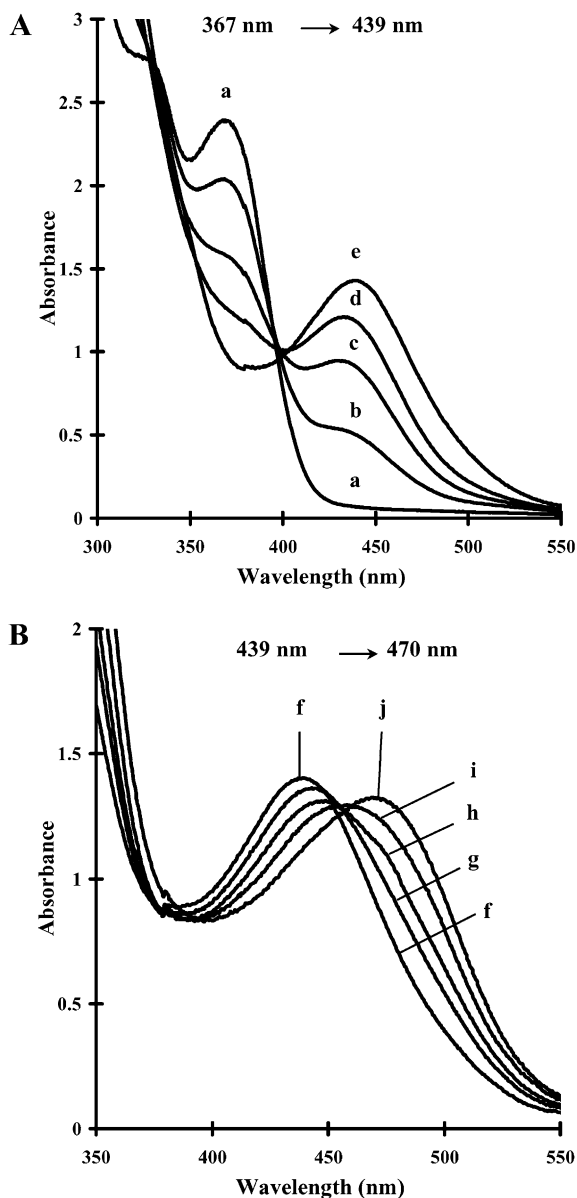 A
367 nm → 439 nm
3
2.5
2
1.5
1
0.5
0
Absorbance
a
e
d
c
b
a
300 350 400 450 500 550
Wavelength (nm)
B
439 nm → 470 nm
2
1.5
1
0.5
0
Absorbance
f j
i
h
g
f
350 400 450 500 550
Wavelength (nm)